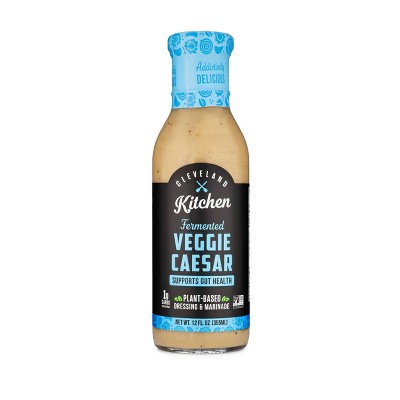 Addictively
DELICIOUS
CLEVELAND
Kitchen
Fermented
VEGGIE
CAESAR
SUPPORTS GUT HEALTH
PLANT-BASED
DRESSING & MARINADE
NET WT. 12 FL OZ (355ML)